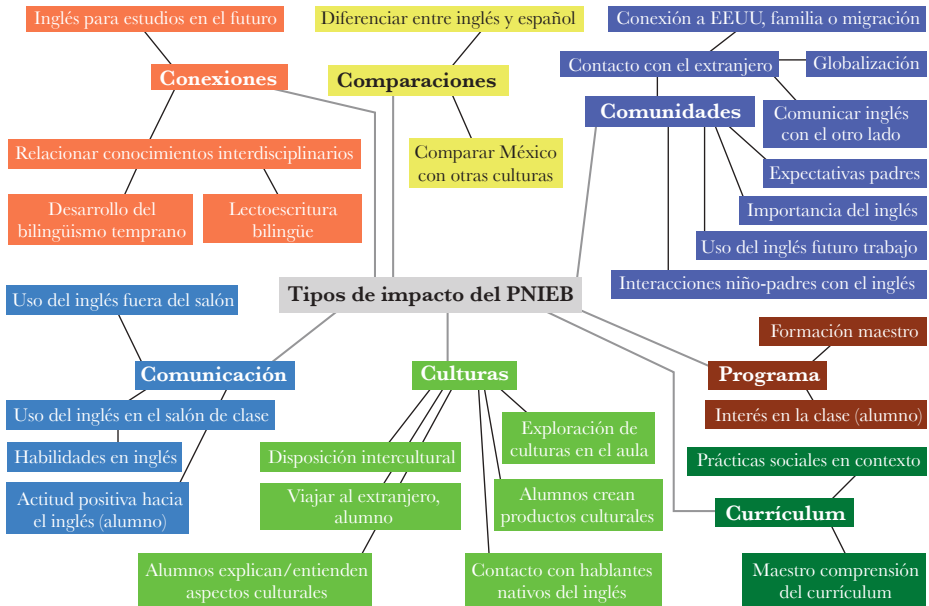 Inglés para estudios en el futuro
Conexiones
Relacionar conocimientos interdisciplinarios
Desarrollo del
bilingüismo temprano
Lectoescritura
bilingüe
Diferenciar entre inglés y español
Comparaciones
Comparar México
con otras culturas
Conexión a EEUU, familia o migración
Contacto con el extranjero
Globalización
Comunidades
Comunicar inglés
con el otro lado
Expectativas padres
Importancia del inglés
Uso del inglés futuro trabajo
Interacciones niño-padres con el inglés
Tipos de impacto del PNIEB
Uso del inglés fuera del salón
Comunicación
Uso del inglés en el salón de clase
Habilidades en inglés
Actitud positiva hacia
el inglés (alumno)
Culturas
Exploración de
culturas en el aula
Disposición intercultural
Viajar al extranjero,
alumno
Alumnos crean
productos culturales
Alumnos explican/entienden
aspectos culturales
Contacto con hablantes
nativos del inglés
Formación maestro
Programa
Interés en la clase (alumno)
Prácticas sociales en contexto
Currículum
Maestro comprensión
del currículum